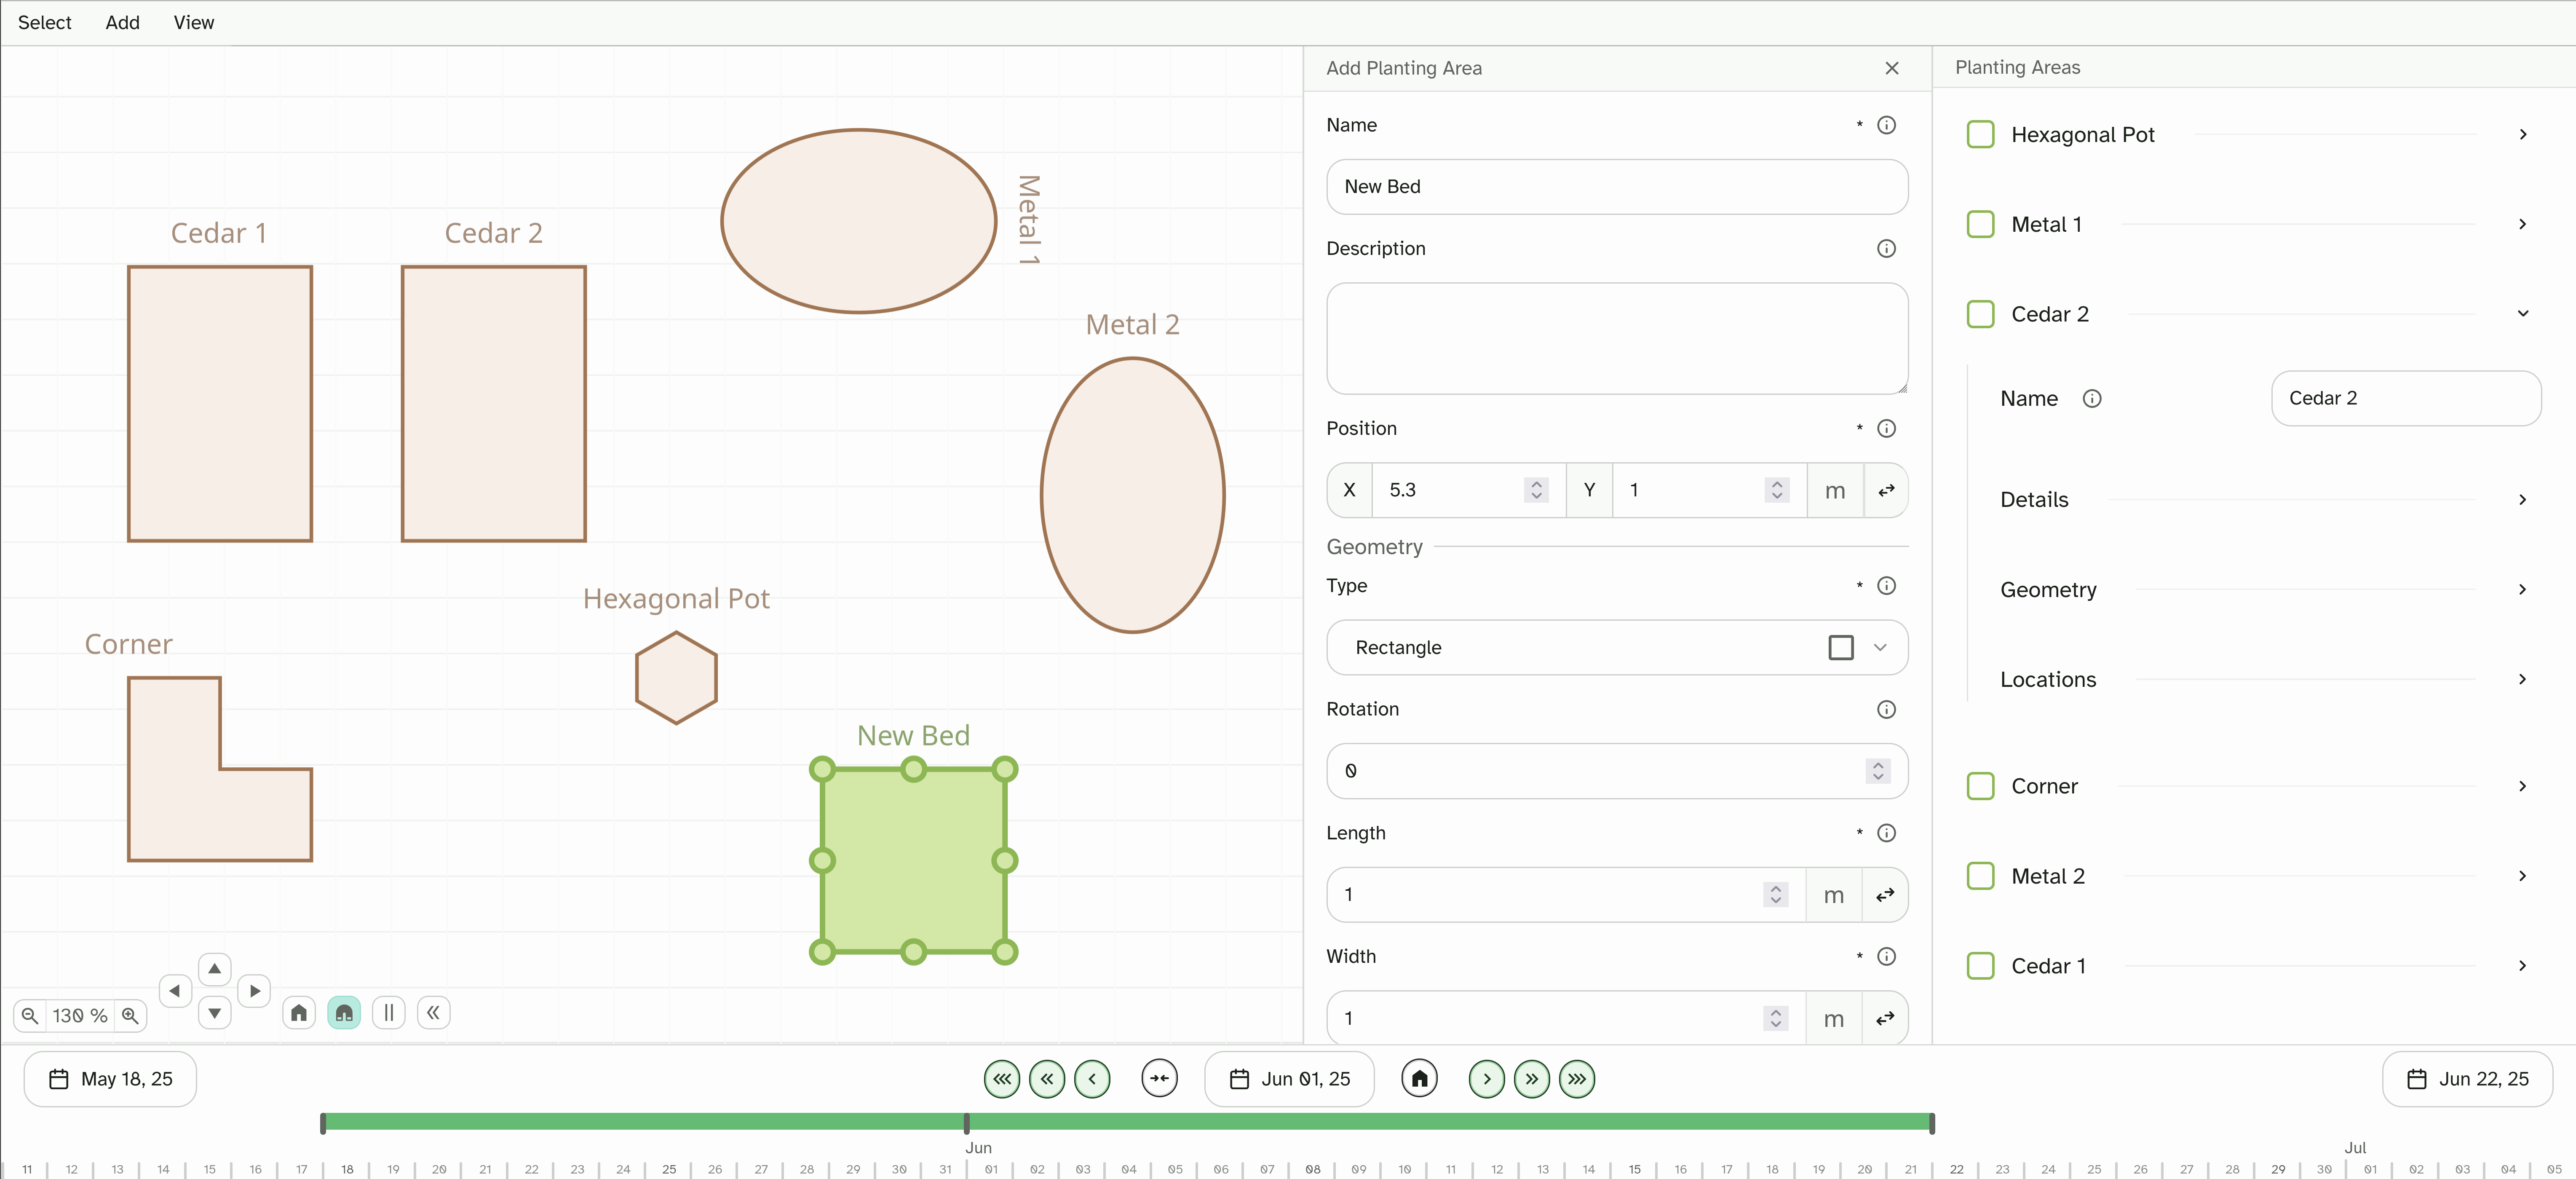 Select Add View
Add Planting Area
Planting Areas
Name *
New Bed
Description
Position *
X 5.3 Y 1 m
Geometry
Type *
Rectangle
Rotation
0
Length *
1 m
Width *
1 m
Hexagonal Pot
Metal 1
Cedar 2
Name Cedar 2
Details
Geometry
Locations
Corner
Metal 2
Cedar 1
Cedar 1
Cedar 2
Metal 1
Metal 2
Hexagonal Pot
Corner
New Bed
130 %
May 18, 25
Jun 01, 25
Jun 22, 25
Jun Jul
11 12 13 14 15 16 17 18 19 20 21 22 23 24 25 26 27 28 29 30 31 01 02 03 04 05 06 07 08 09 10 11 12 13 14 15 16 17 18 19 20 21 22 23 24 25 26 27 28 29 30 01 02 03 04 05